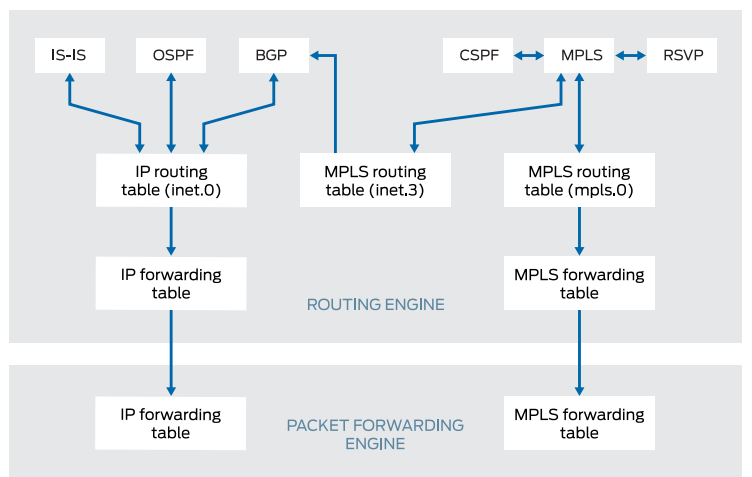 IS-IS
OSPF
BGP
CSPF
MPLS
RSVP
IP routing
table (inet.0)
MPLS routing
table (inet.3)
MPLS routing
table (mpls.0)
IP forwarding
table
MPLS forwarding
table
ROUTING ENGINE
IP forwarding
table
PACKET FORWARDING
ENGINE
MPLS forwarding
table